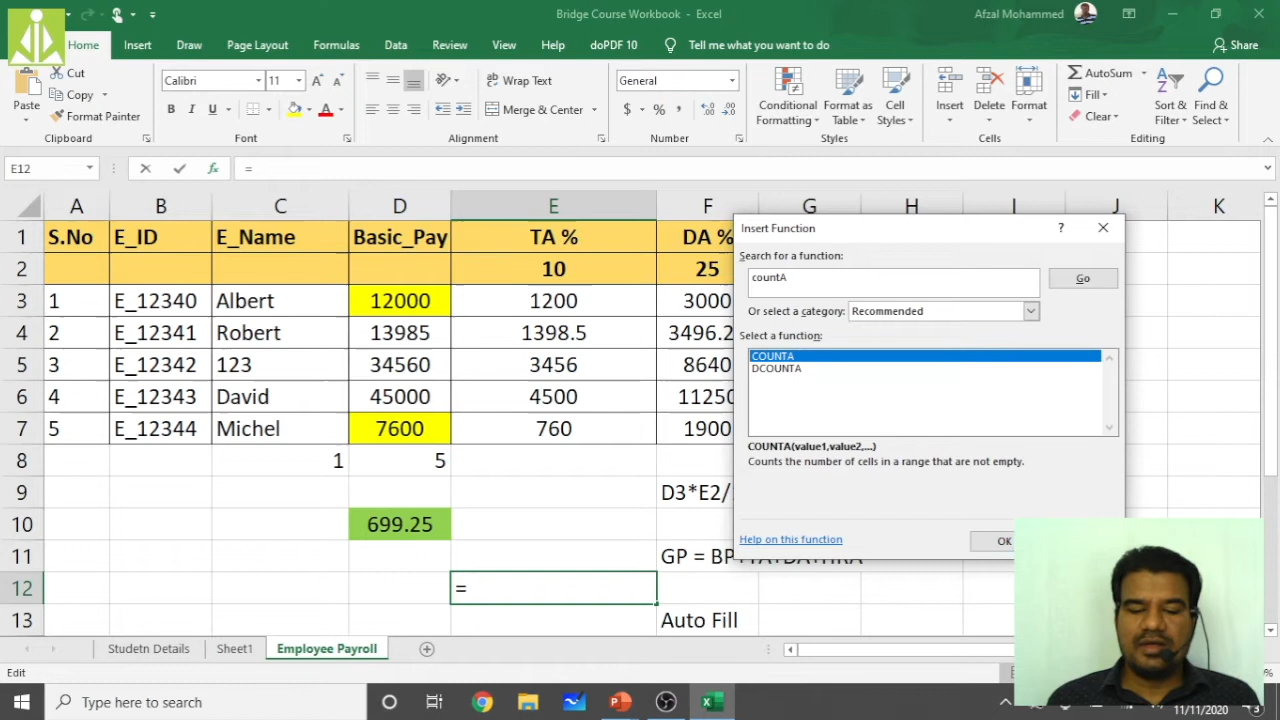 Bridge Course Workbook - Excel
Afzal Mohammed
Home Insert Draw Page Layout Formulas Data Review View Help doPDF 10 Tell me what you want to do Share
Paste
Cut
Copy
Format Painter
Clipboard
Calibri 11
B I U
Font
Wrap Text
Merge & Center
Alignment
General
$ % ,
Number
Conditional Formatting
Format as Table
Cell Styles
Styles
Insert Delete Format
Cells
AutoSum
Fill
Clear
Sort & Filter
Find & Select
Editing
E12 fx =
A B C D E F G H I J K
1 S.No E_ID E_Name Basic_Pay TA % DA %
2 10 25
3 1 E_12340 Albert 12000 1200 3000
4 2 E_12341 Robert 13985 1398.5 3496.2
5 3 E_12342 123 34560 3456 8640
6 4 E_12343 David 45000 4500 11250
7 5 E_12344 Michel 7600 760 1900
8 1 5
9 D3*E2/
10 699.25
11 GP = BP+TA+DA+HRA
12 =
13 Auto Fill
Insert Function ?
Search for a function:
countA
Go
Or select a category: Recommended
Select a function:
COUNTA
DCOUNTA
COUNTA(value1,value2,...)
Counts the number of cells in a range that are not empty.
Help on this function
OK
Studetn Details Sheet1 Employee Payroll
Edit
%
Type here to search
11/11/2020
3